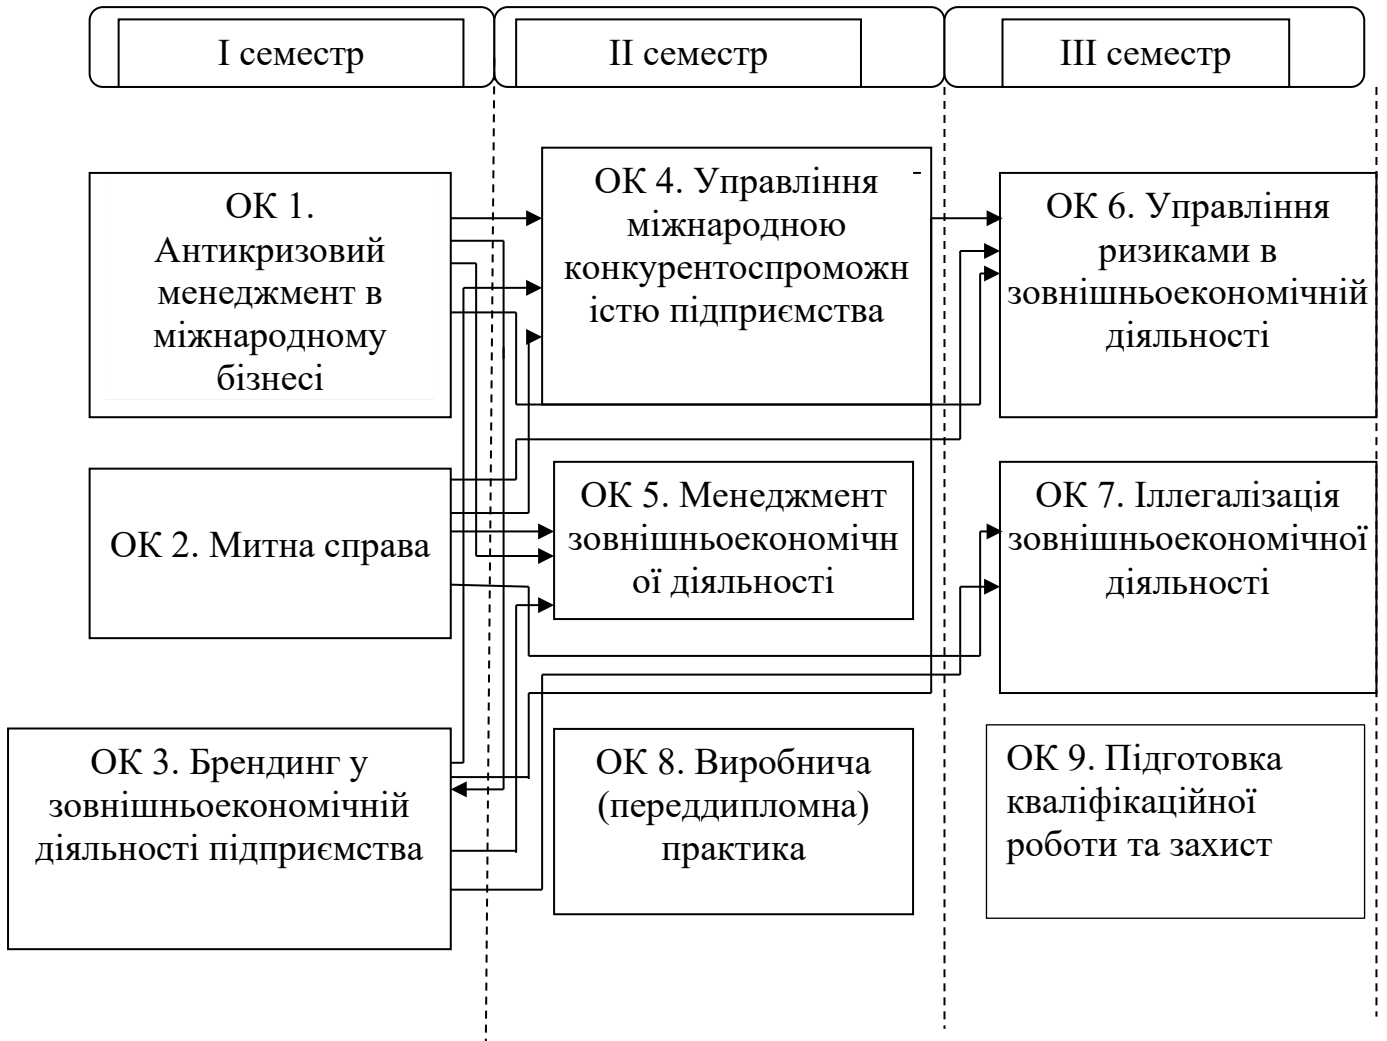 І семестр
ІІ семестр
ІІІ семестр
ОК 1.
Антикризовий
менеджмент в
міжнародному
бізнесі
ОК 4. Управління -
міжнародною
конкурентоспроможн
істю підприємства
ОК 6. Управління
ризиками в
зовнішньоекономічній
діяльності
ОК 2. Митна справа
ОК 5. Менеджмент
зовнішньоекономічн
ої діяльності
ОК 7. Іллегалізація
зовнішньоекономічної
діяльності
ОК 3. Брендинг у
зовнішньоекономічній
діяльності підприємства
ОК 8. Виробнича
(переддипломна)
практика
ОК 9. Підготовка
кваліфікаційної
роботи та захист